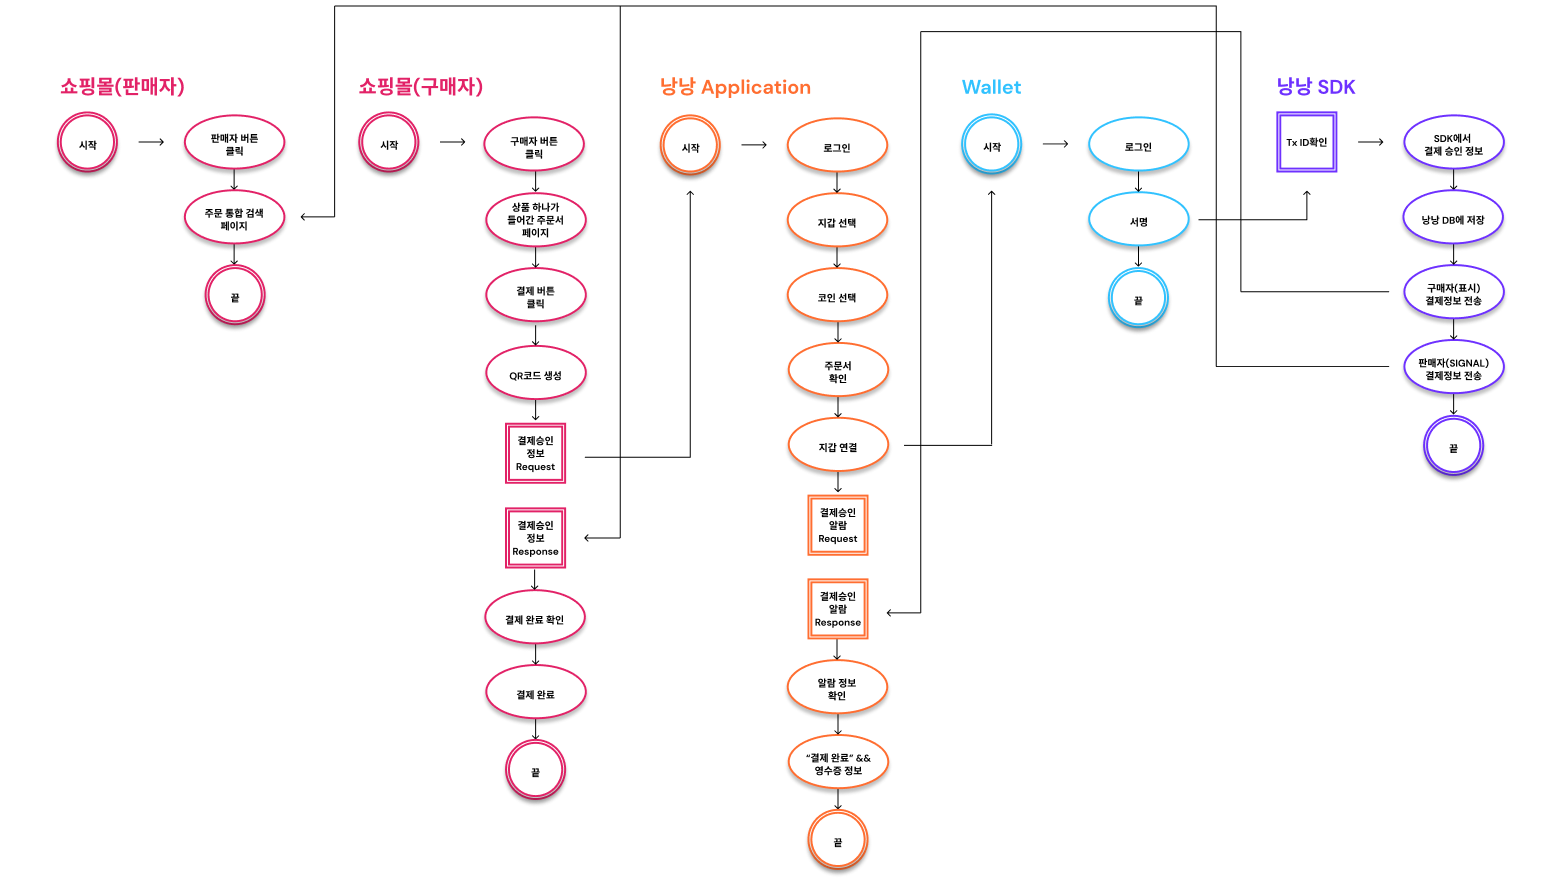 쇼핑몰(판매자)
시작
판매자 버튼
클릭
주문 통합 검색
페이지
끝
쇼핑몰(구매자)
시작
구매자 버튼
클릭
상품 하나가
들어간 주문서
페이지
결제 버튼
클릭
QR코드 생성
결제승인
정보
Request
결제승인
정보
Response
결제 완료 확인
결제 완료
끝
낭낭 Application
시작
로그인
지갑 선택
코인 선택
주문서
확인
지갑 연결
결제승인
알람
Request
결제승인
알람
Response
알람 정보
확인
“결제 완료” &&
영수증 정보
끝
Wallet
시작
로그인
서명
끝
낭낭 SDK
Tx ID확인
SDK에서
결제 승인 정보
낭낭 DB에 저장
구매자(표시)
결제정보 전송
판매자(SIGNAL)
결제정보 전송
끝